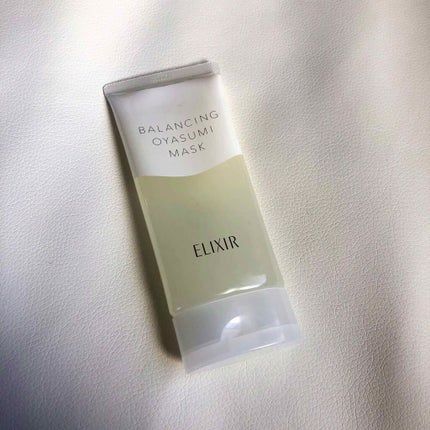 BALANCING
OYASUMI
MASK
ELIXIR